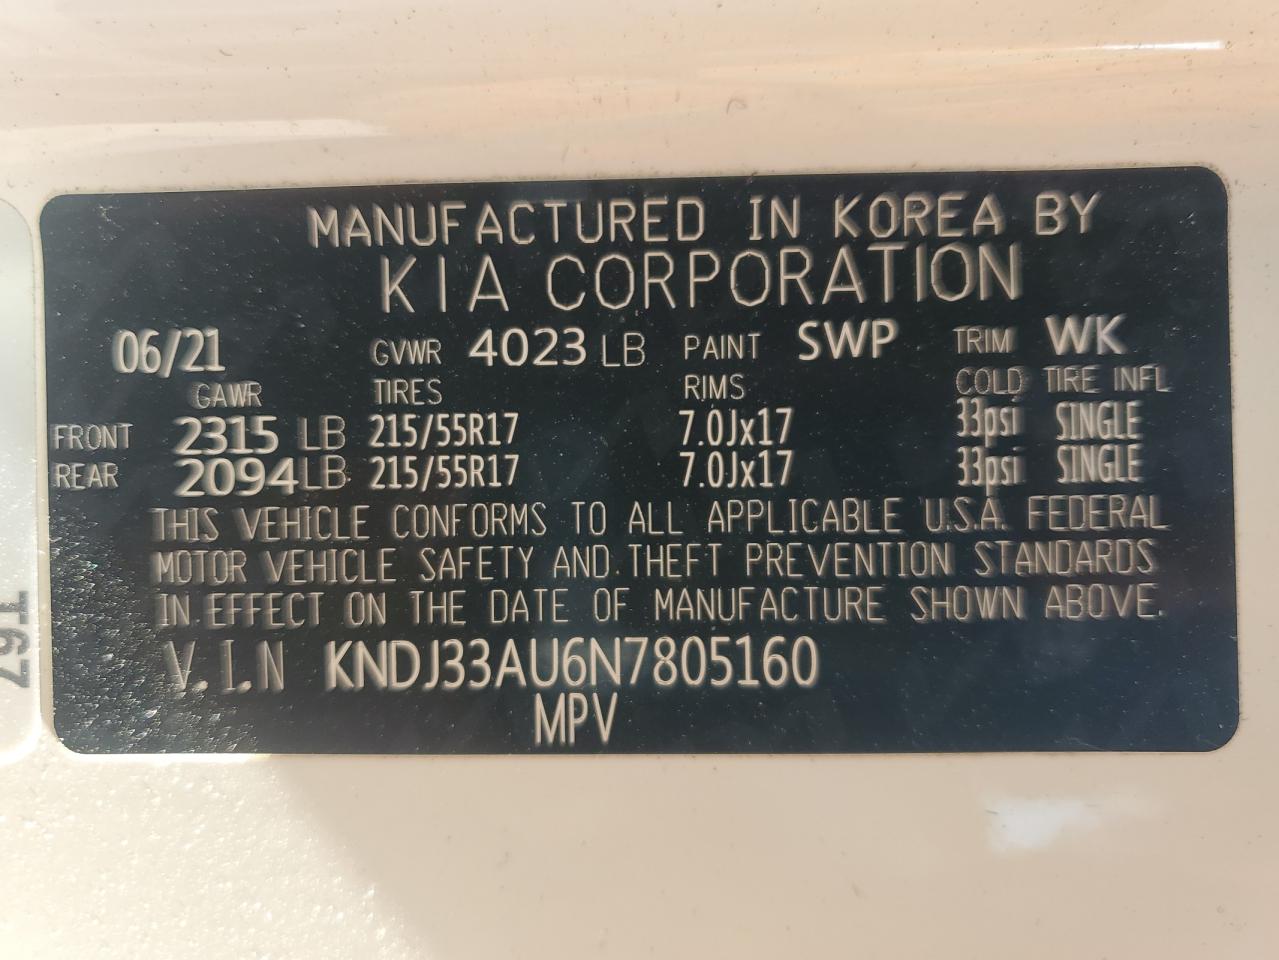 MANUFACTURED IN KOREA BY
KIA CORPORATION
06/21 GVWR 4023 LB PAINT SWP TRIM WK
GAWR TIRES RIMS COLD TIRE INFL
FRONT 2315 LB 215/55R17 7.0Jx17 33psi SINGLE
REAR 2094 LB 215/55R17 7.0Jx17 33psi SINGLE
THIS VEHICLE CONFORMS TO ALL APPLICABLE U.S.A. FEDERAL
MOTOR VEHICLE SAFETY AND THEFT PREVENTION STANDARDS
IN EFFECT ON THE DATE OF MANUFACTURE SHOWN ABOVE.
V.I.N KNDJ33AU6N7805160
MPV